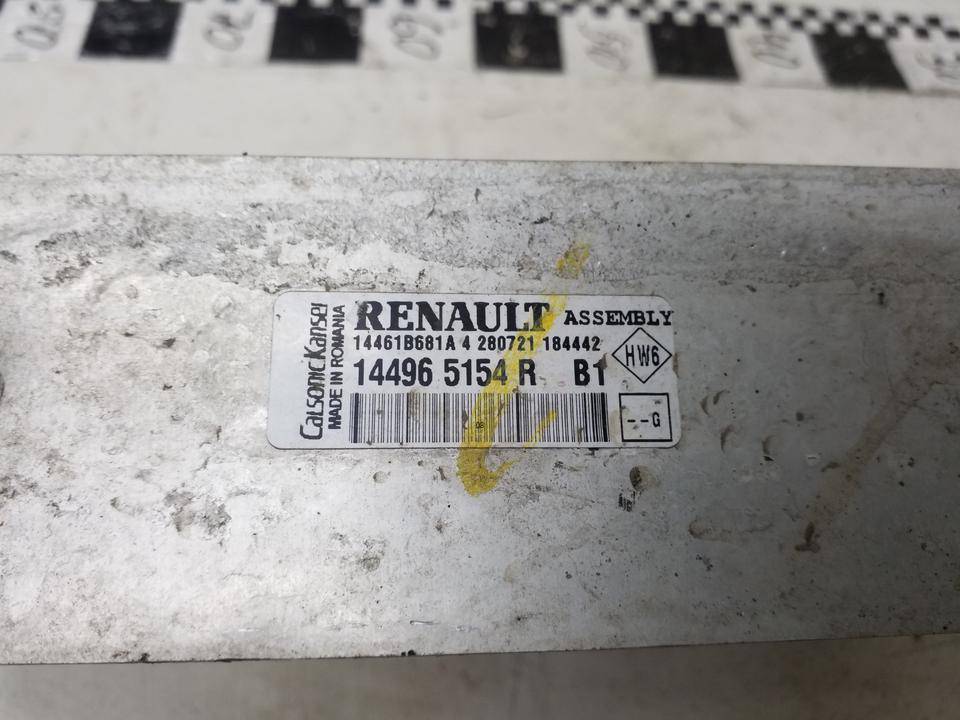 Calsonic Kansei
MADE IN ROMANIA
RENAULT ASSEMBLY
14461B681A 4 280721 184442
HW6
14496 5154 R B1
--G